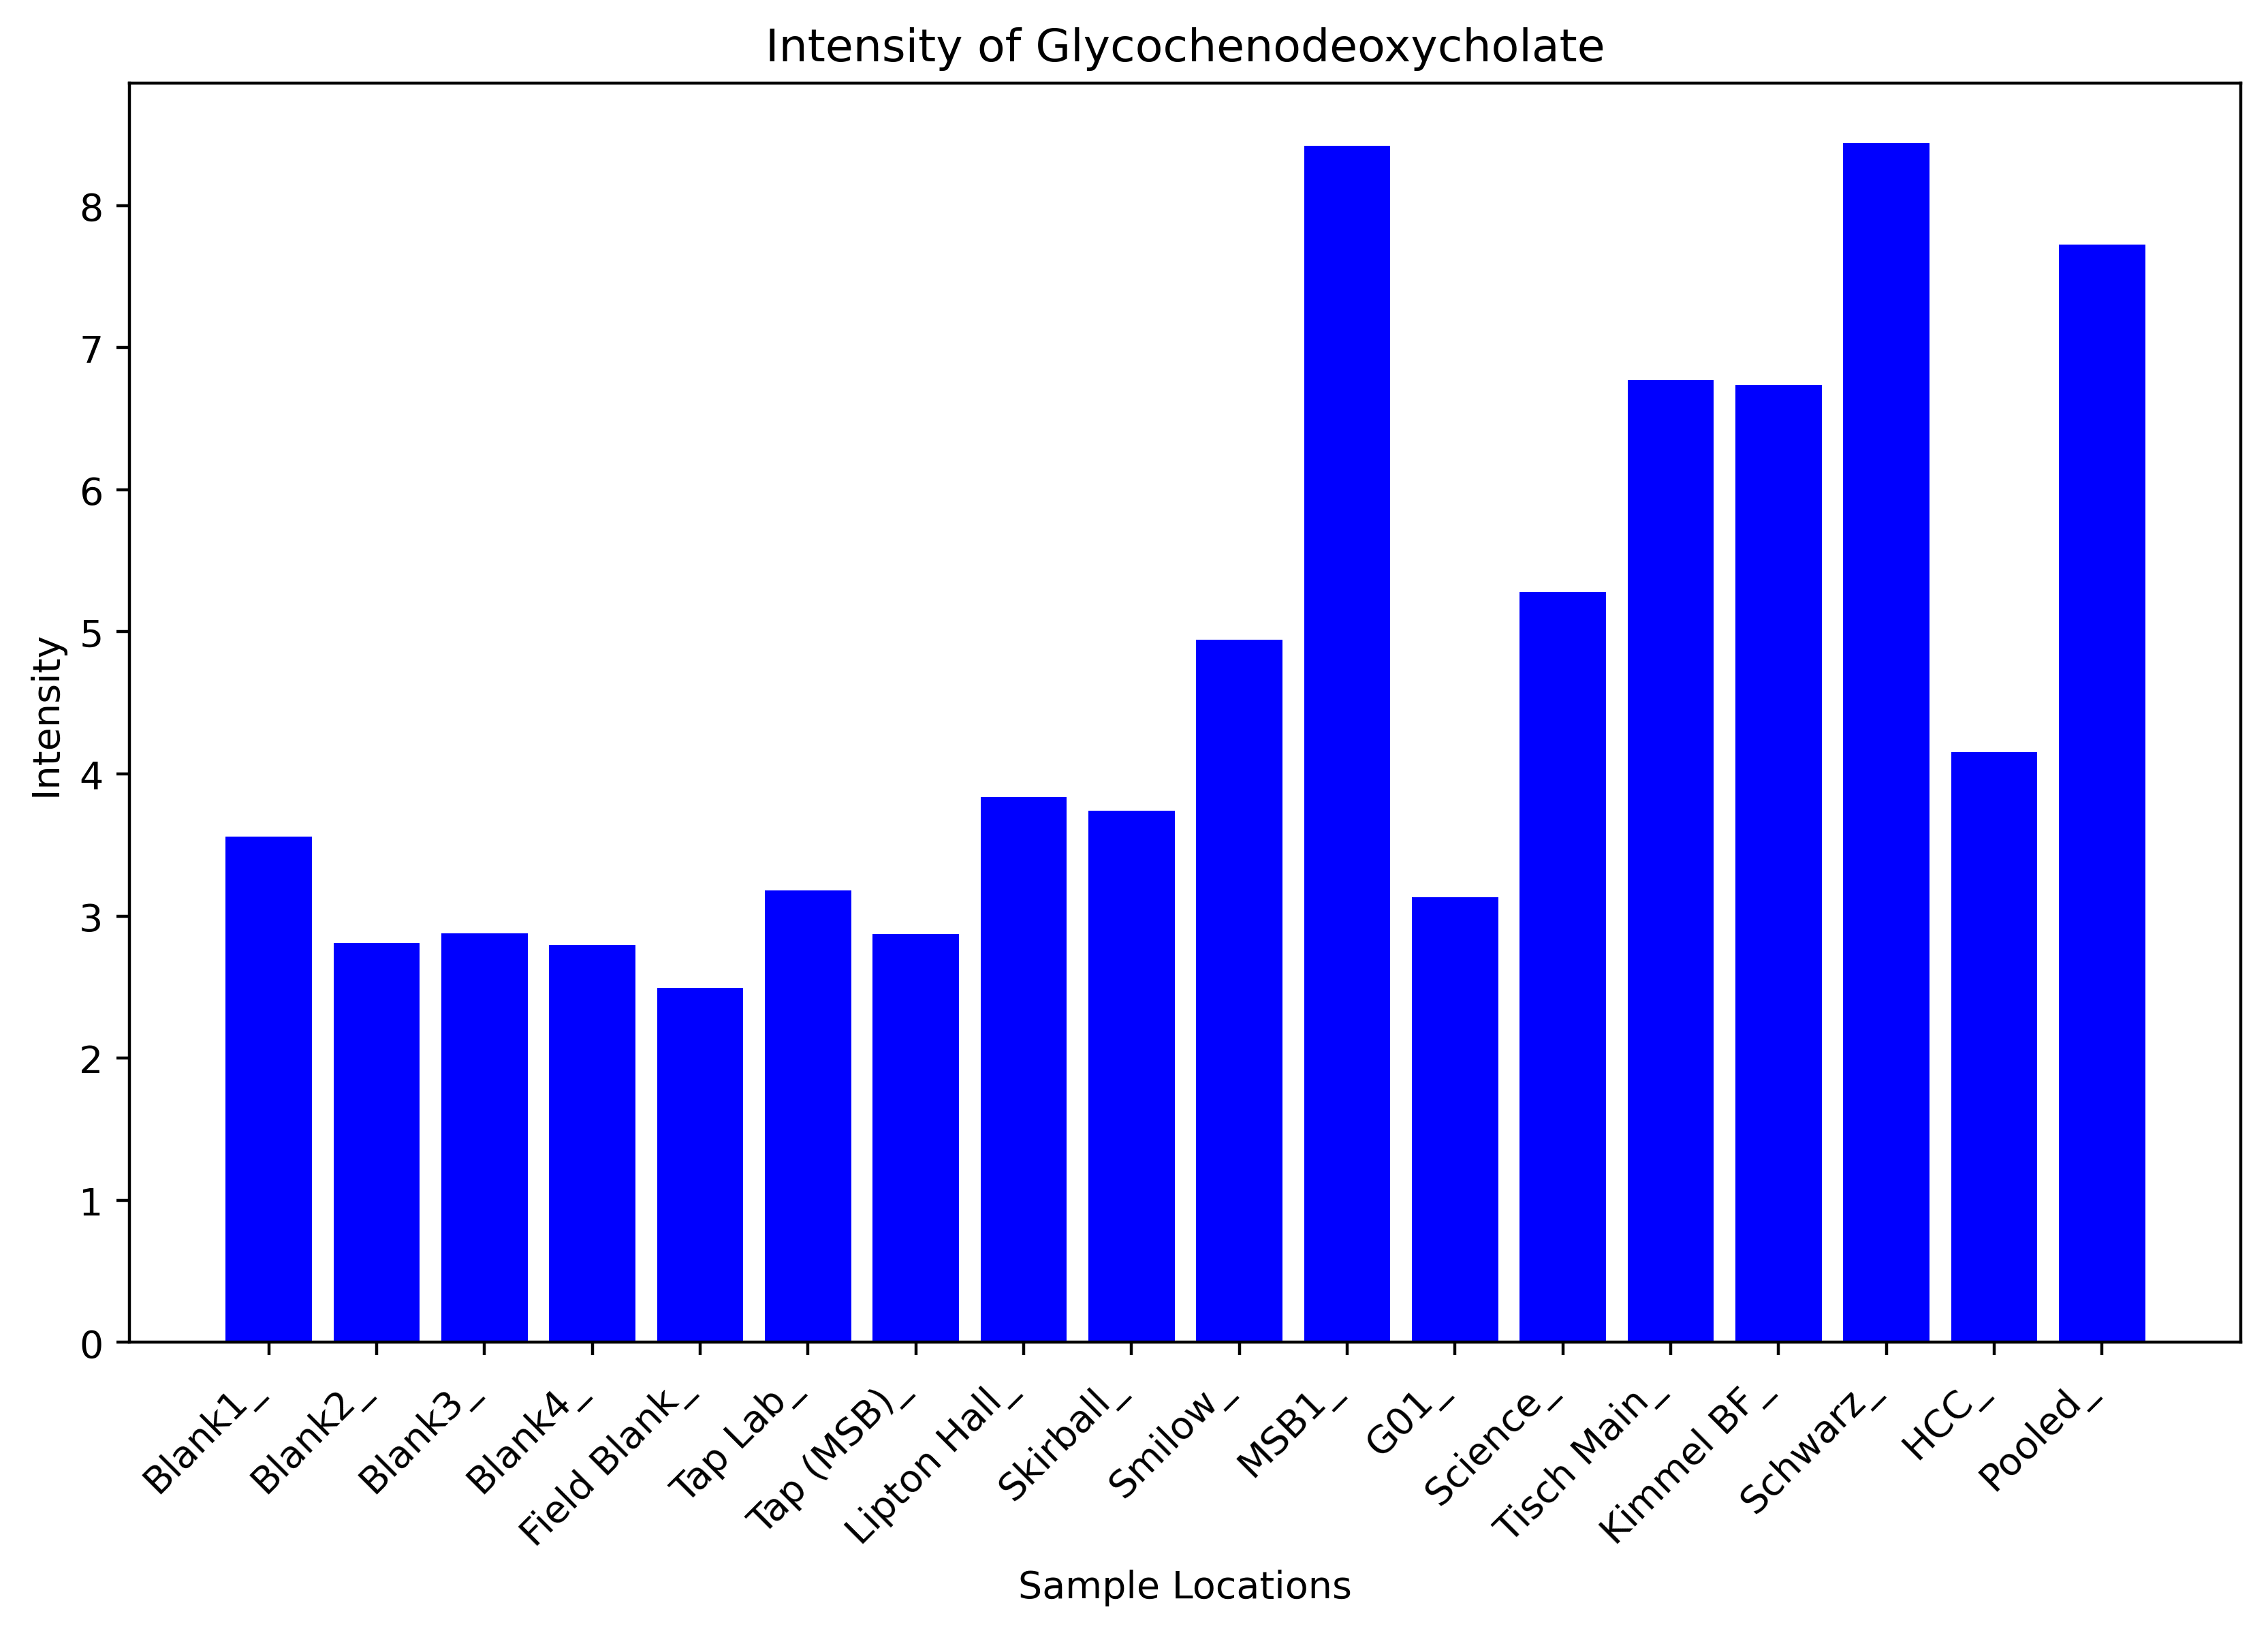 Intensity of Glycochenodeoxycholate
Intensity
8
7
6
5
4
3
2
1
0
Blank1_
Blank2_
Blank3_
Blank4_
Field Blank_
Tap Lab_
Tap (MSB)_
Lipton Hall_
Skirball_
Smilow_
MSB1_
G01_
Science_
Tisch Main_
Kimmel BF_
Schwarz_
HCC_
Pooled_
Sample Locations